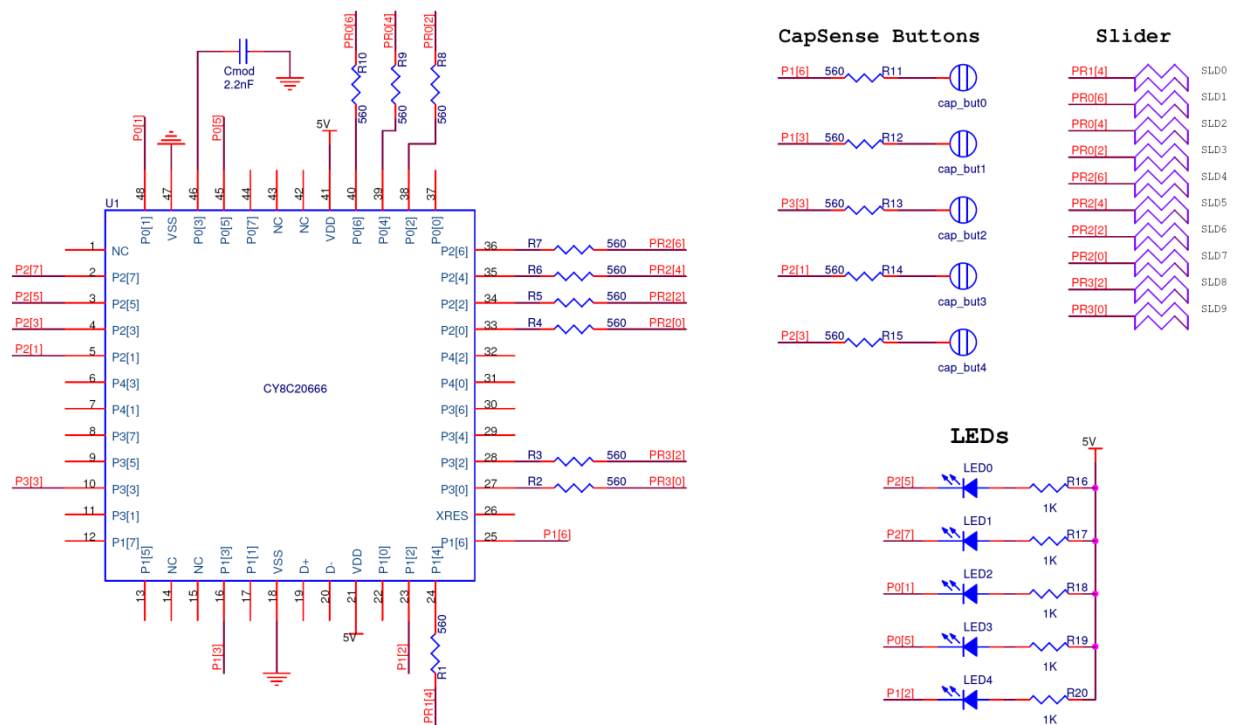 CapSense Buttons
Slider
PR0[6]
PR0[4]
PR0[2]
R10
R9
R8
560
560
560
Cmod
2.2nF
P0[1]
P0[5]
5V
48
47
46
45
44
43
42
41
40
39
38
37
U1
P0[1]
VSS
P0[3]
P0[5]
P0[7]
NC
NC
VDD
P0[6]
P0[4]
P0[2]
P0[0]
1 NC
P2[7] 2 P2[7]
P2[5] 3 P2[5]
P2[3] 4 P2[3]
P2[1] 5 P2[1]
6 P4[3]
7 P4[1]
8 P3[7]
9 P3[5]
P3[3] 10 P3[3]
11 P3[1]
12 P1[7]
CY8C20666
P2[6] 36 R7 560 PR2[6]
P2[4] 35 R6 560 PR2[4]
P2[2] 34 R5 560 PR2[2]
P2[0] 33 R4 560 PR2[0]
P4[2] 32
P4[0] 31
P3[6] 30
P3[4] 29
P3[2] 28 R3 560 PR3[2]
P3[0] 27 R2 560 PR3[0]
XRES 26
P1[6] 25 P1[6]
P1[5]
NC
NC
P1[3]
P1[1]
VSS
D+
D-
VDD
P1[0]
P1[2]
P1[4]
13
14
15
16
17
18
19
20
21
22
23
24
P1[3]
5V
P1[2]
560
R1
PR1[4]
P1[6] 560 R11
cap_but0
P1[3] 560 R12
cap_but1
P3[3] 560 R13
cap_but2
P2[1] 560 R14
cap_but3
P2[3] 560 R15
cap_but4
PR1[4] SLD0
PR0[6] SLD1
PR0[4] SLD2
PR0[2] SLD3
PR2[6] SLD4
PR2[4] SLD5
PR2[2] SLD6
PR2[0] SLD7
PR3[2] SLD8
PR3[0] SLD9
LEDs
5V
LED0
P2[5] R16
1K
LED1
P2[7] R17
1K
LED2
P0[1] R18
1K
LED3
P0[5] R19
1K
LED4
P1[2] R20
1K